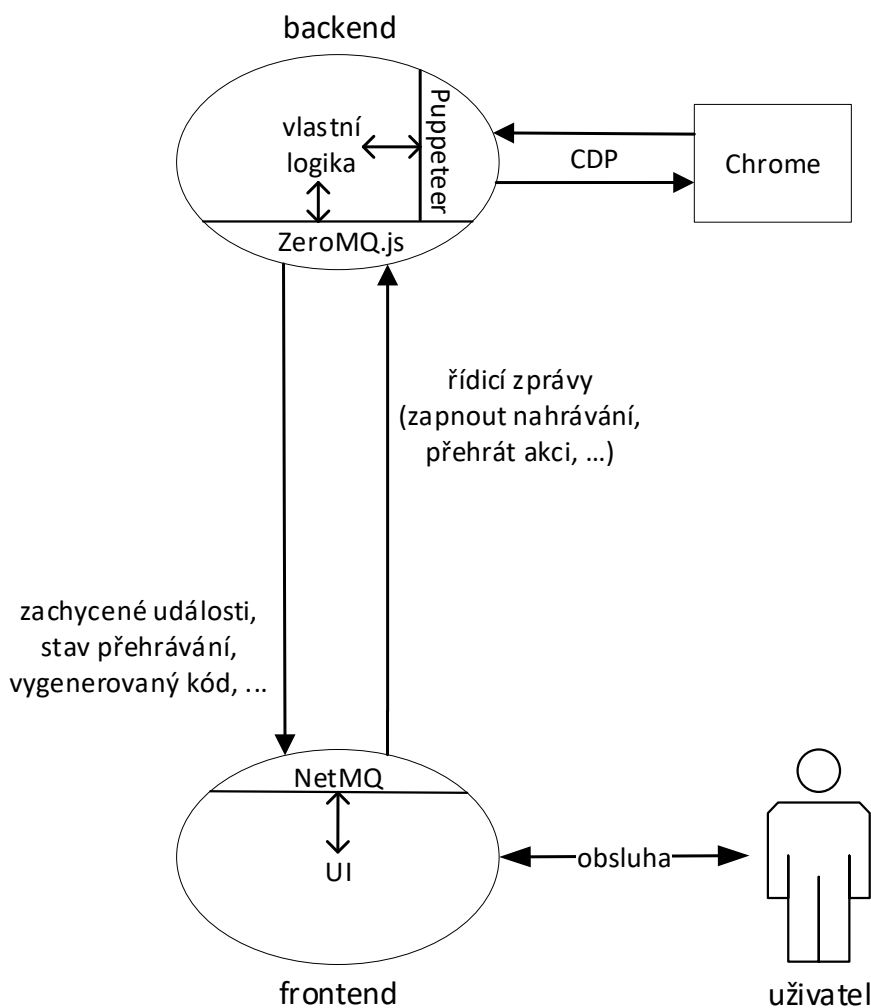 backend
vlastní
logika
Puppeteer
ZeroMQ.js
CDP
Chrome
řídicí zprávy
(zapnout nahrávání,
přehrát akci, ...)
zachycené události,
stav přehrávání,
vygenerovaný kód, ...
NetMQ
UI
obsluha
frontend
uživatel